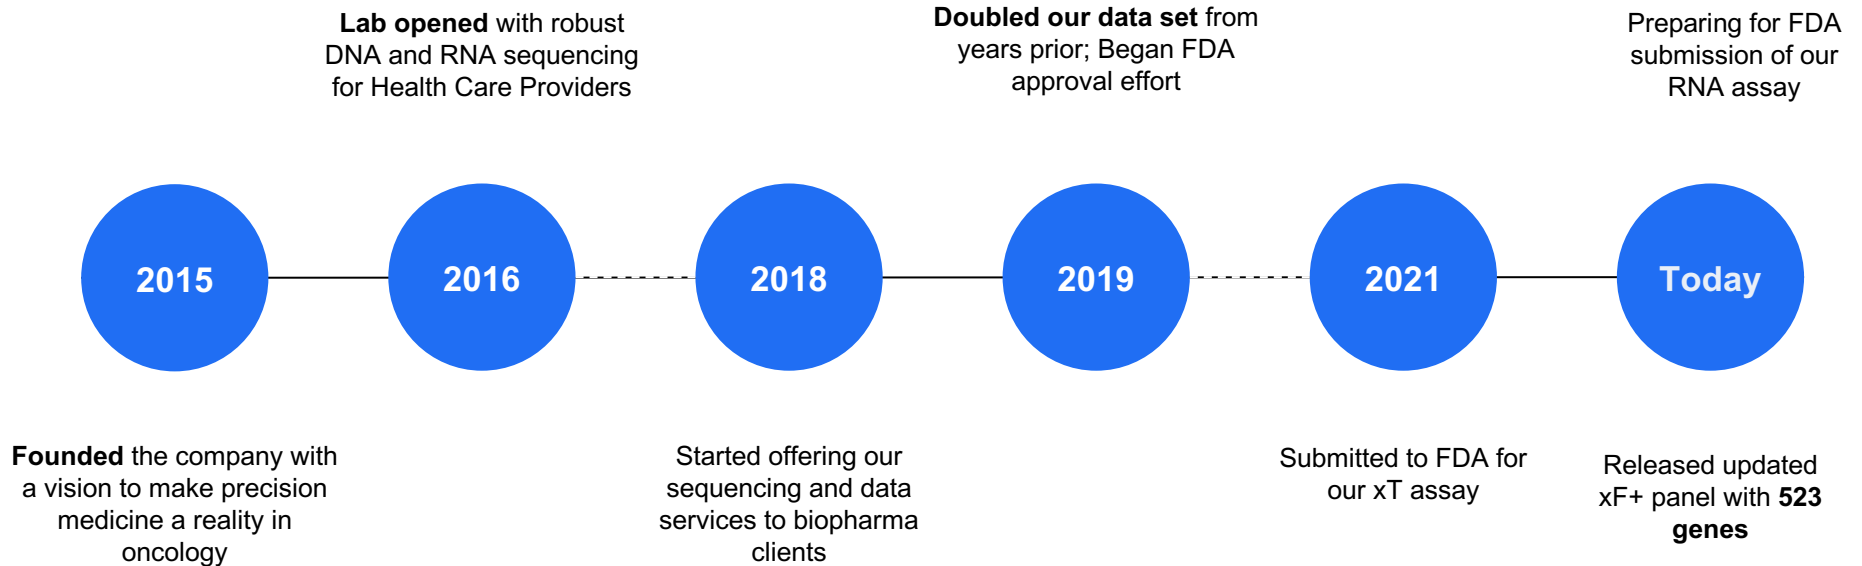 Lab opened with robust
DNA and RNA sequencing
for Health Care Providers
Doubled our data set from
years prior; Began FDA
approval effort
Preparing for FDA
submission of our
RNA assay
2015
2016
2018
2019
2021
Today
Founded the company with
a vision to make precision
medicine a reality in
oncology
Started offering our
sequencing and data
services to biopharma
clients
Submitted to FDA for
our xT assay
Released updated
xF+ panel with 523
genes